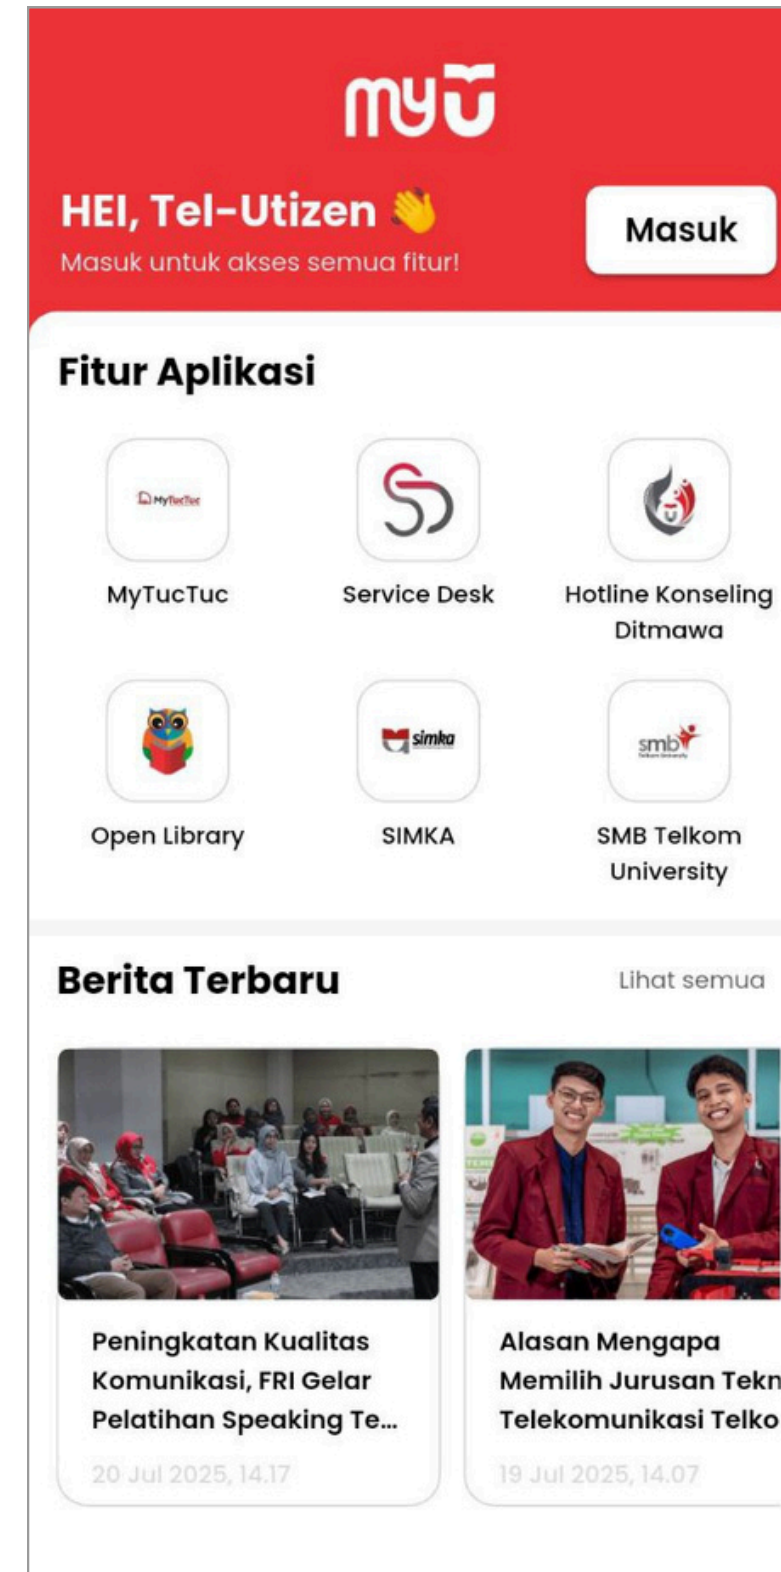 myU
HEI, Tel-Utizen 👋
Masuk untuk akses semua fitur!
Masuk
Fitur Aplikasi
MyTucTuc
MyTucTuc
Service Desk
Hotline Konseling
Ditmawa
simka
smb
Telkom University
Open Library
SIMKA
SMB Telkom
University
Berita Terbaru
Lihat semua
Peningkatan Kualitas
Komunikasi, FRI Gelar
Pelatihan Speaking Te...
20 Jul 2025, 14.17
Alasan Mengapa
Memilih Jurusan Tekn
Telekomunikasi Telko
19 Jul 2025, 14.07